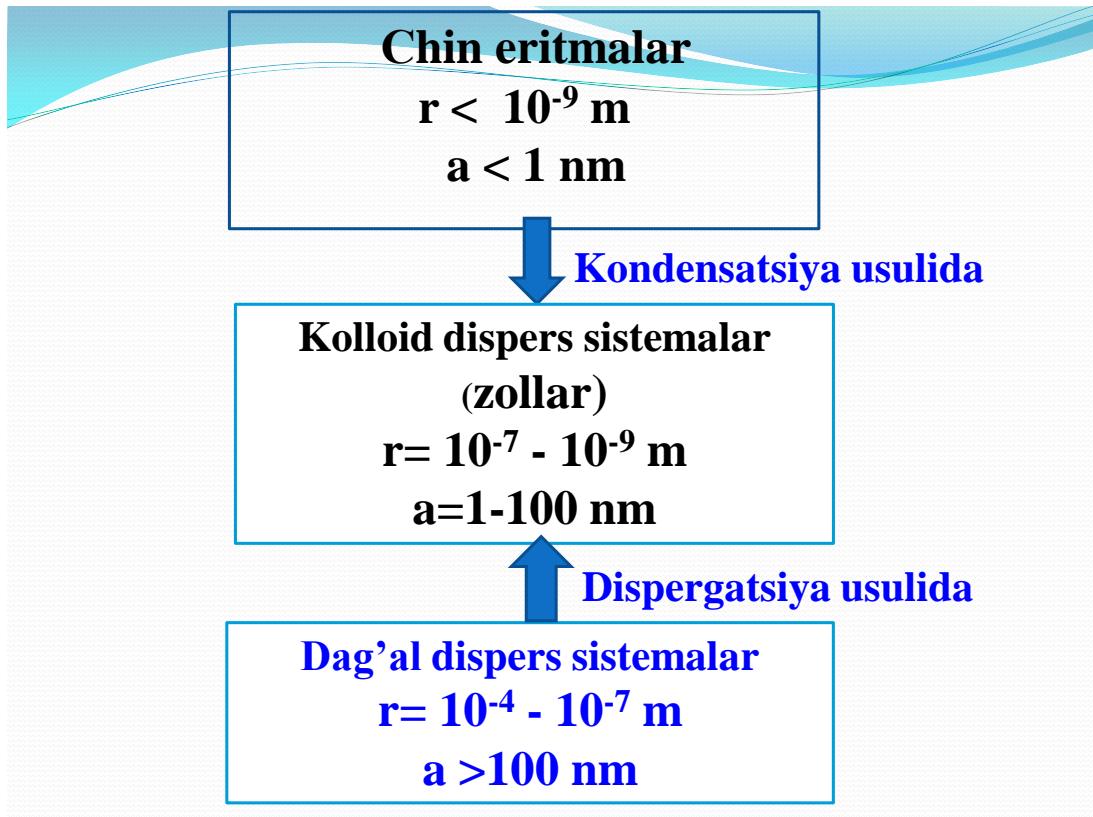 Chin eritmalar
r < 10⁻⁹ m
a < 1 nm
Kondensatsiya usulida
Kolloid dispers sistemalar
(zollar)
r= 10⁻⁷ - 10⁻⁹ m
a=1-100 nm
Dispergatsiya usulida
Dag’al dispers sistemalar
r= 10⁻⁴ - 10⁻⁷ m
a >100 nm